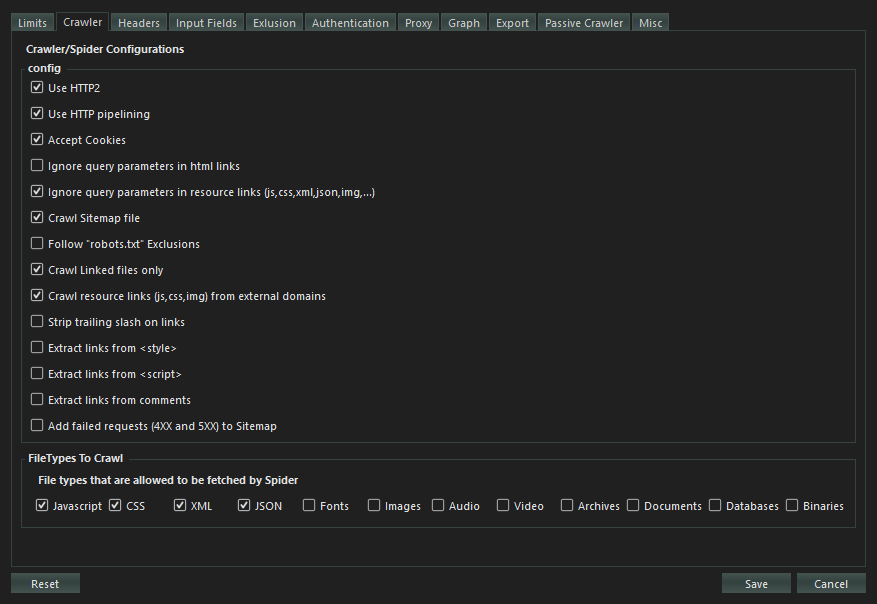 Limits Crawler Headers Input Fields Exlusion Authentication Proxy Graph Export Passive Crawler Misc
Crawler/Spider Configurations
config
Use HTTP2
Use HTTP pipelining
Accept Cookies
Ignore query parameters in html links
Ignore query parameters in resource links (js,css,xml,json,img,...)
Crawl Sitemap file
Follow "robots.txt" Exclusions
Crawl Linked files only
Crawl resource links (js,css,img) from external domains
Strip trailing slash on links
Extract links from <style>
Extract links from <script>
Extract links from comments
Add failed requests (4XX and 5XX) to Sitemap
FileTypes To Crawl
File types that are allowed to be fetched by Spider
Javascript CSS XML JSON Fonts Images Audio Video Archives Documents Databases Binaries
Reset Save Cancel